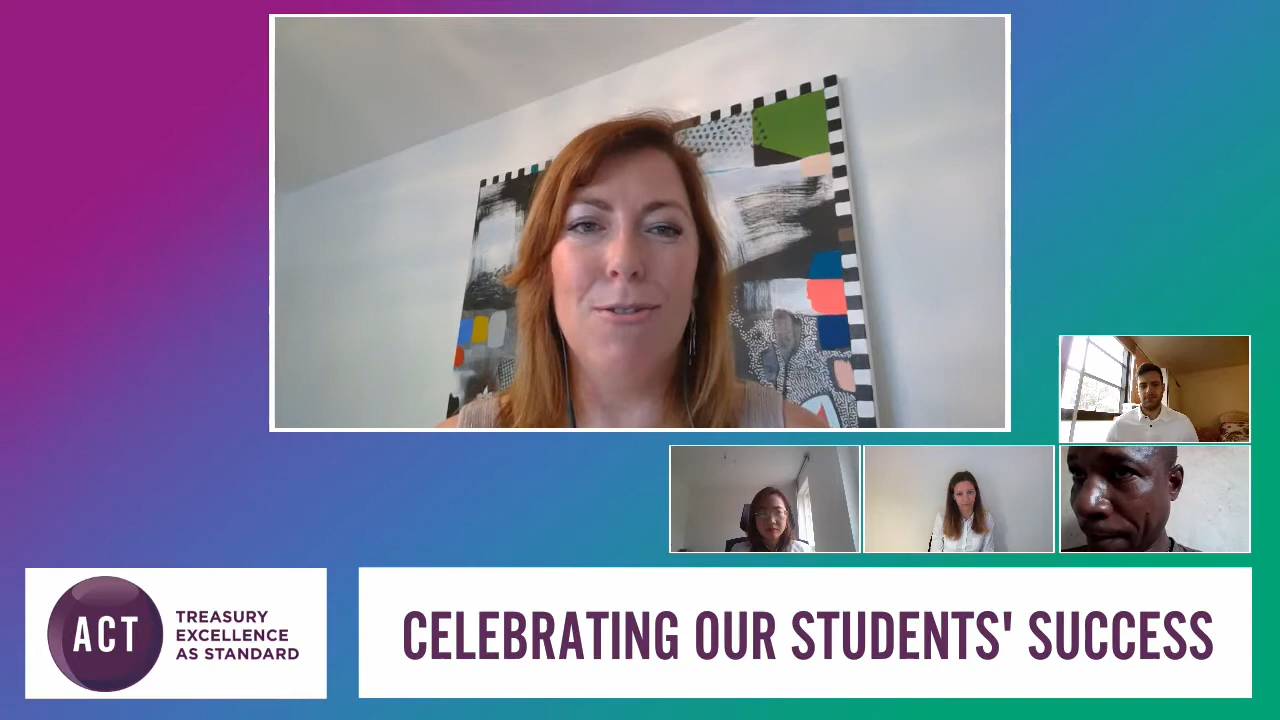 ACT
TREASURY
EXCELLENCE
AS STANDARD
CELEBRATING OUR STUDENTS' SUCCESS